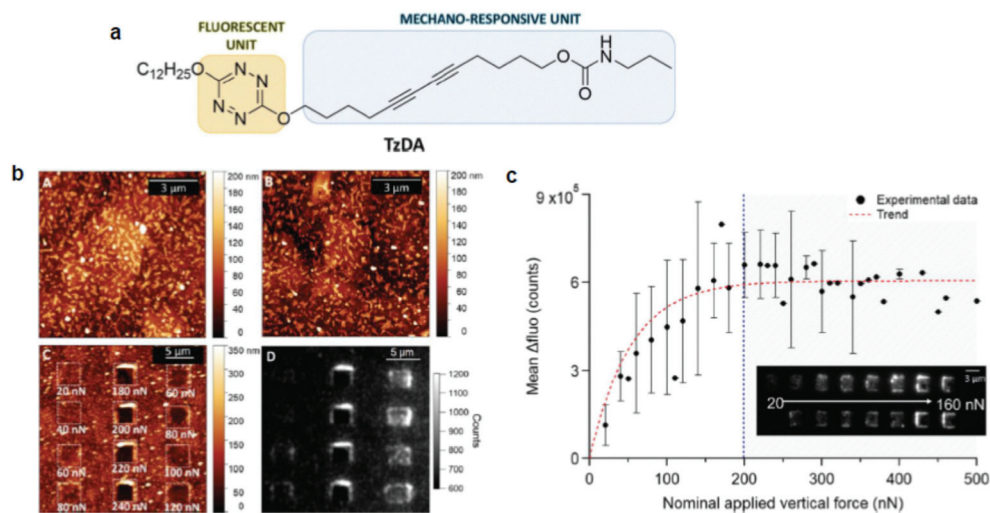 a
FLUORESCENT
UNIT
MECHANO-RESPONSIVE UNIT
C12H25O
N
N
N
N
O
O
H
N
O
TzDA
b
A
3 µm
200 nm
180
160
140
120
100
80
60
40
20
0
B
3 µm
200 nm
180
160
140
120
100
80
60
40
20
0
C
5 µm
20 nN
180 nN
60 nN
40 nN
200 nN
80 nN
60 nN
220 nN
100 nN
80 nN
240 nN
120 nN
350 nm
300
250
200
150
100
50
0
D
5 µm
1200
1100
1000
900
800
700
600
Counts
c
9 x10⁵
6
3
0
Mean Δfluo (counts)
Experimental data
Trend
3 µm
20
160 nN
0
100
200
300
400
500
Nominal applied vertical force (nN)